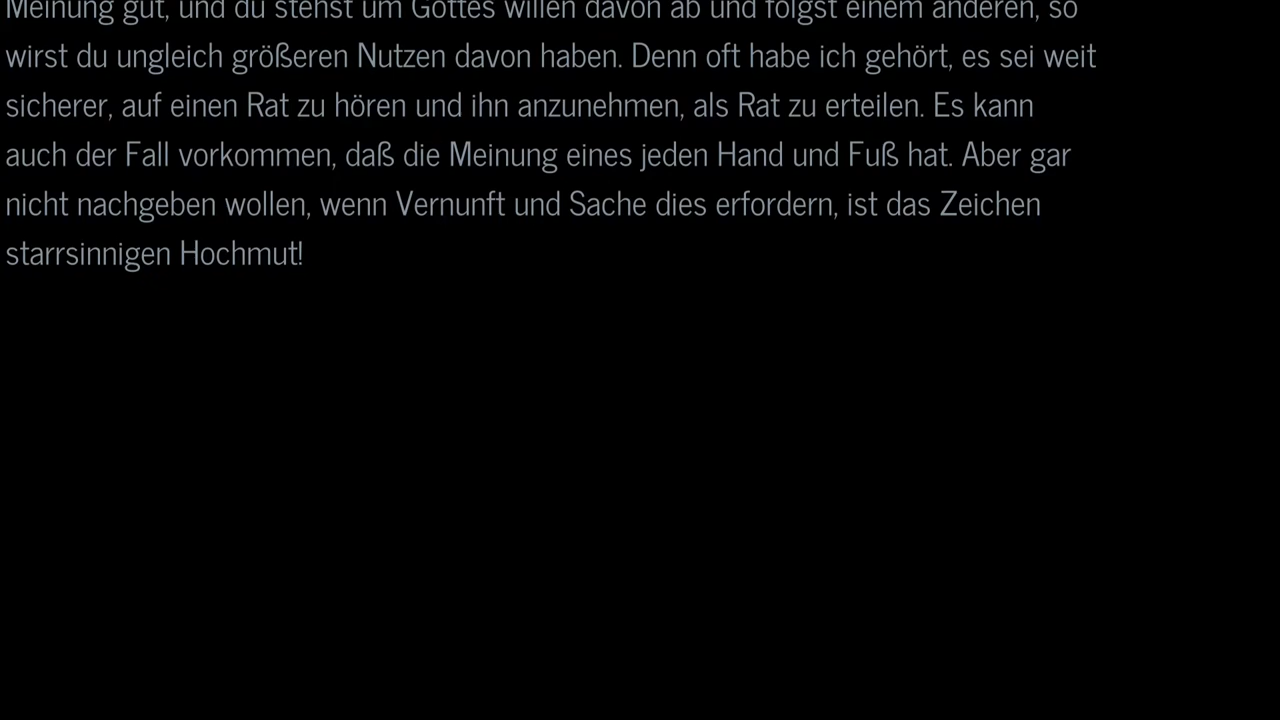 Meinung gut, und du stehst um Gottes willen davon ab und folgst einem anderen, so
wirst du ungleich größeren Nutzen davon haben. Denn oft habe ich gehört, es sei weit
sicherer, auf einen Rat zu hören und ihn anzunehmen, als Rat zu erteilen. Es kann
auch der Fall vorkommen, daß die Meinung eines jeden Hand und Fuß hat. Aber gar
nicht nachgeben wollen, wenn Vernunft und Sache dies erfordern, ist das Zeichen
starrsinnigen Hochmut!